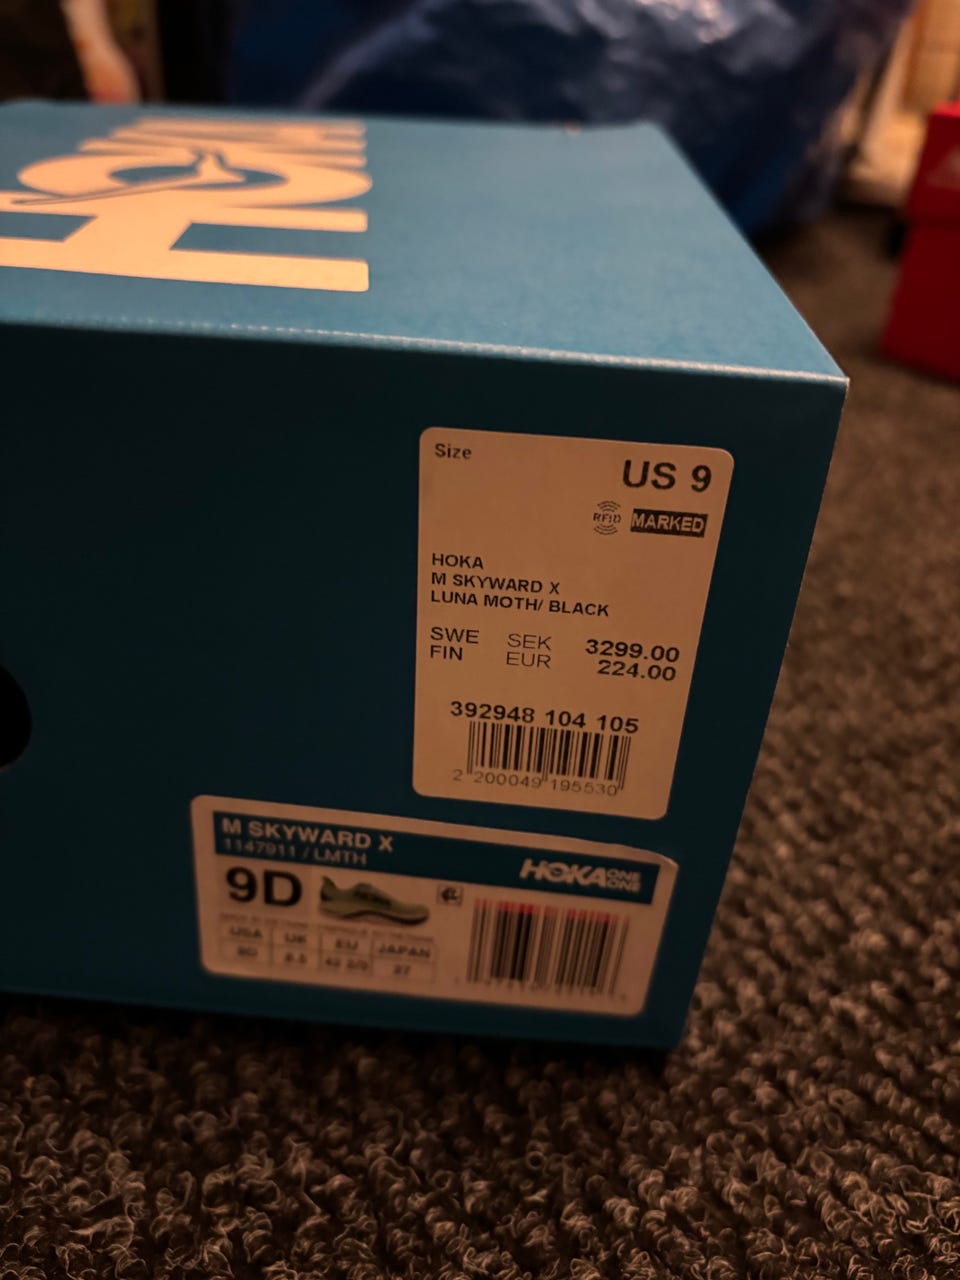 HOKA
Size
US 9
RFID MARKED
HOKA
M SKYWARD X
LUNA MOTH/ BLACK
SWE SEK 3299.00
FIN EUR 224.00
392948 104 105
2 200049 195530
M SKYWARD X
1147911 / LMTH
HOKA ONE ONE
9D
USA UK EU JAPAN
9D 8.5 42 2/3 27